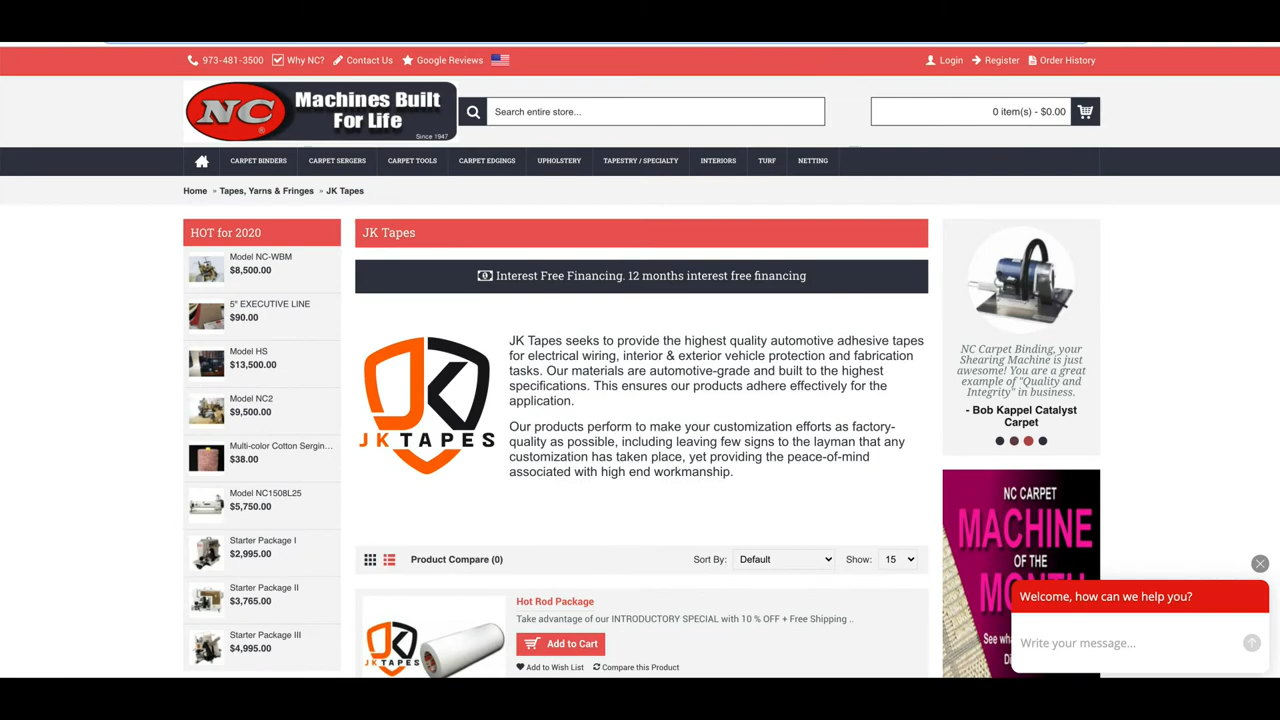 973-481-3500 Why NC? Contact Us Google Reviews Login Register Order History
NC Machines Built
For Life
Since 1947
Search entire store...
0 item(s) - $0.00
CARPET BINDERS CARPET SERGERS CARPET TOOLS CARPET EDGINGS UPHOLSTERY TAPESTRY / SPECIALTY INTERIORS TURF NETTING
Home » Tapes, Yarns & Fringes » JK Tapes
HOT for 2020
Model NC-WBM
$8,500.00
5" EXECUTIVE LINE
$90.00
Model HS
$13,500.00
Model NC2
$9,500.00
Multi-color Cotton Sergin...
$38.00
Model NC1508L25
$5,750.00
Starter Package I
$2,995.00
Starter Package II
$3,765.00
Starter Package III
$4,995.00
JK Tapes
Interest Free Financing. 12 months interest free financing
JK TAPES
JK Tapes seeks to provide the highest quality automotive adhesive tapes
for electrical wiring, interior & exterior vehicle protection and fabrication
tasks. Our materials are automotive-grade and built to the highest
specifications. This ensures our products adhere effectively for the
application.
Our products perform to make your customization efforts as factory-
quality as possible, including leaving few signs to the layman that any
customization has taken place, yet providing the peace-of-mind
associated with high end workmanship.
Product Compare (0)
Sort By: Default Show: 15
JK TAPES
Hot Rod Package
Take advantage of our INTRODUCTORY SPECIAL with 10 % OFF + Free Shipping ..
Add to Cart
Add to Wish List Compare this Product
NC Carpet Binding, your
Shearing Machine is just
awesome! You are a great
example of "Quality and
Integrity" in business.
- Bob Kappel Catalyst
Carpet
NC CARPET
MACHINE
OF THE
MONTH
See wha
Di
Welcome, how can we help you?
Write your message...